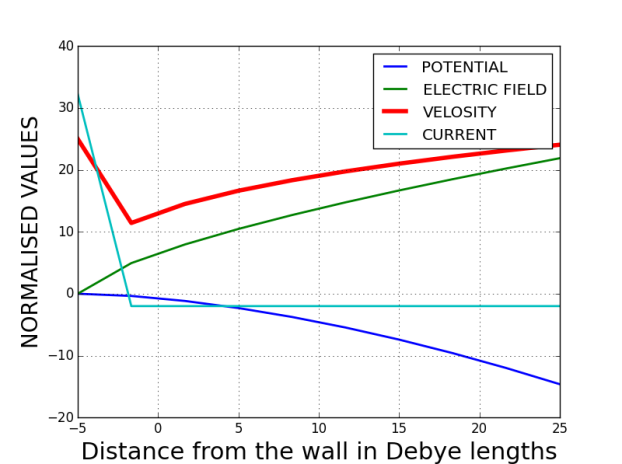 40
30
20
10
0
−10
−20
NORMALISED VALUES
POTENTIAL
ELECTRIC FIELD
VELOSITY
CURRENT
−5 0 5 10 15 20 25
Distance from the wall in Debye lengths